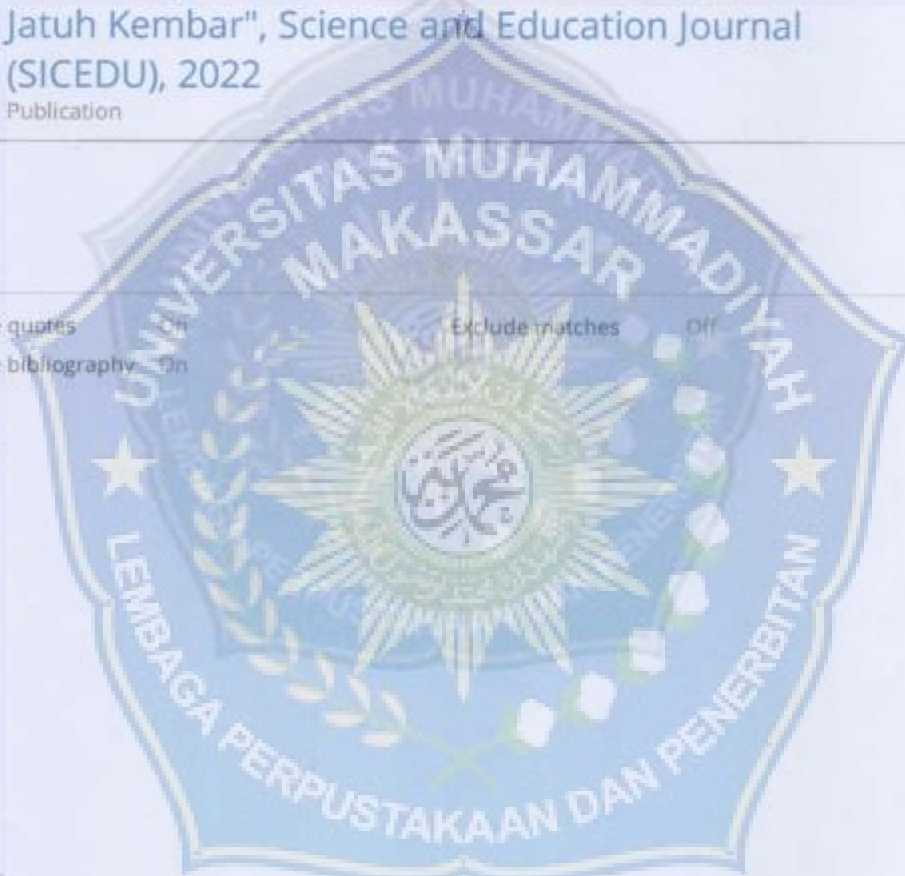 Jatuh Kembar", Science and Education Journal
(SICEDU), 2022
Publication
quotes On
Exclude matches Off
bibliography On
UNIVERSITAS MUHAMMADIYAH
MAKASSAR
محمد
LEMBAGA PERPUSTAKAAN DAN PENERBITAN